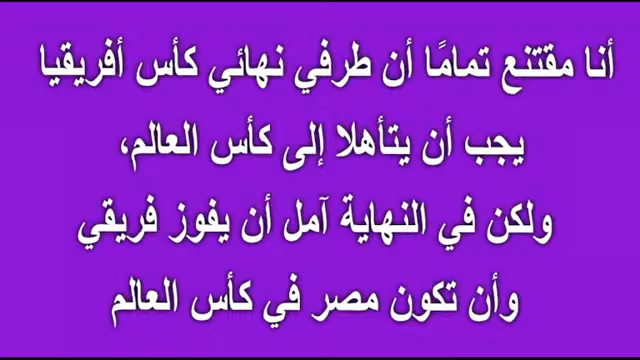 أنا مقتنع تمامًا أن طرفي نهائي كأس أفريقيا
يجب أن يتأهلا إلى كأس العالم،
ولكن في النهاية آمل أن يفوز فريقي
وأن تكون مصر في كأس العالم